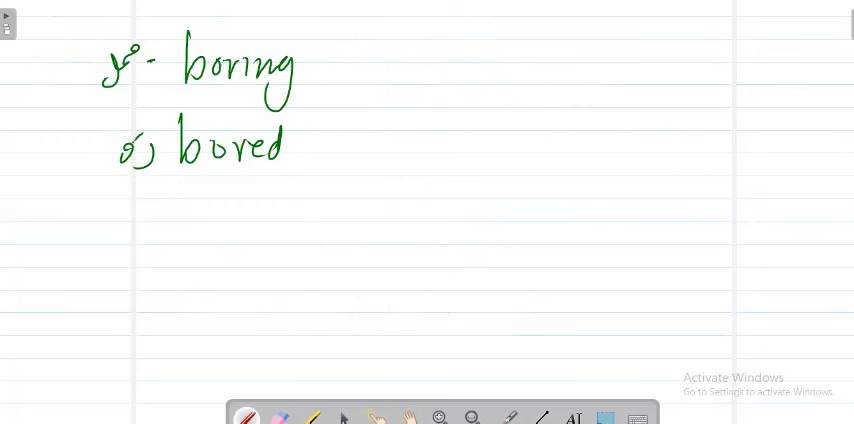 boring
bored
Activate Windows
Go to Settings to activate Windows.